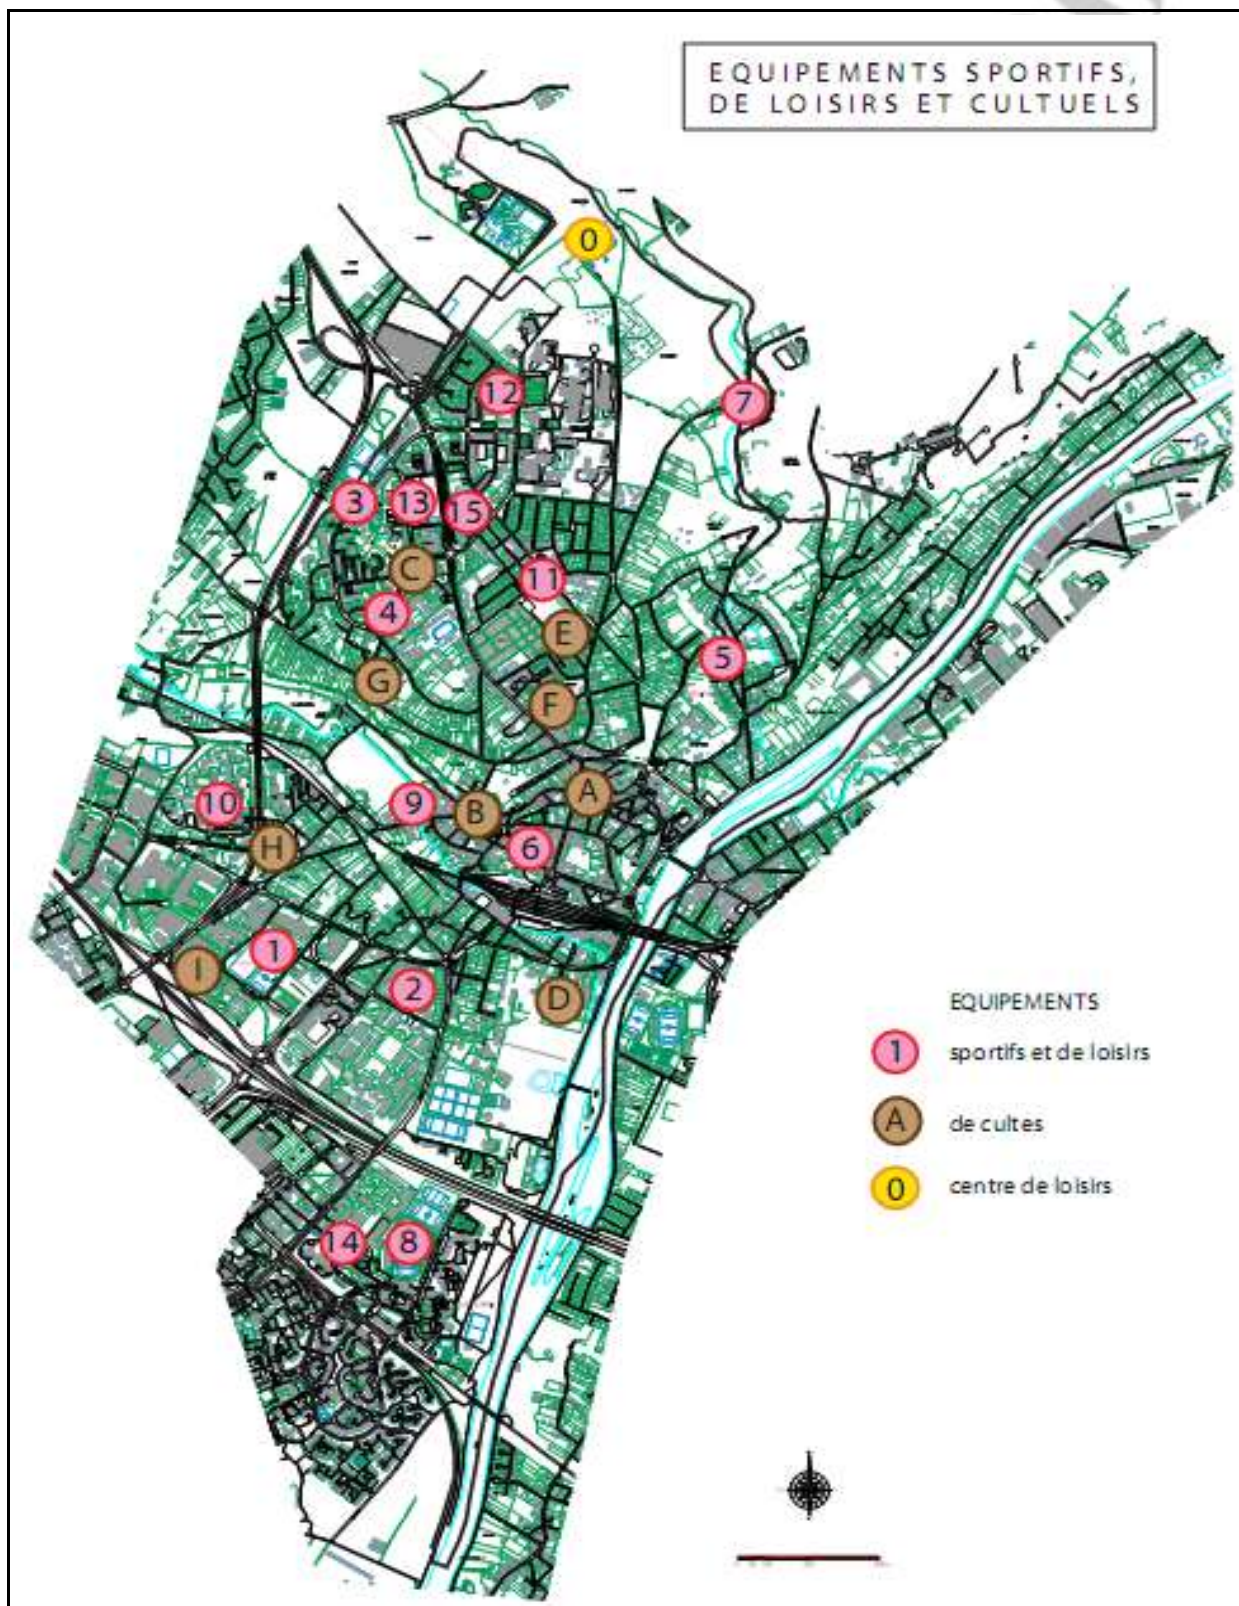 EQUIPEMENTS SPORTIFS,
DE LOISIRS ET CULTUELS
0
12
7
3
13
15
C
11
4
E
5
G
F
10
9
B
A
6
H
1
I
2
D
14
8
EQUIPEMENTS
1 sportifs et de loisirs
A de cultes
0 centre de loisirs